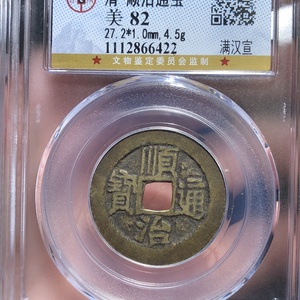 清 顺治通宝
美 82
27.2*1.0mm,4.5g
1112866422 满汉宣
★★★★
文物鉴定委员会监制
順治通寶